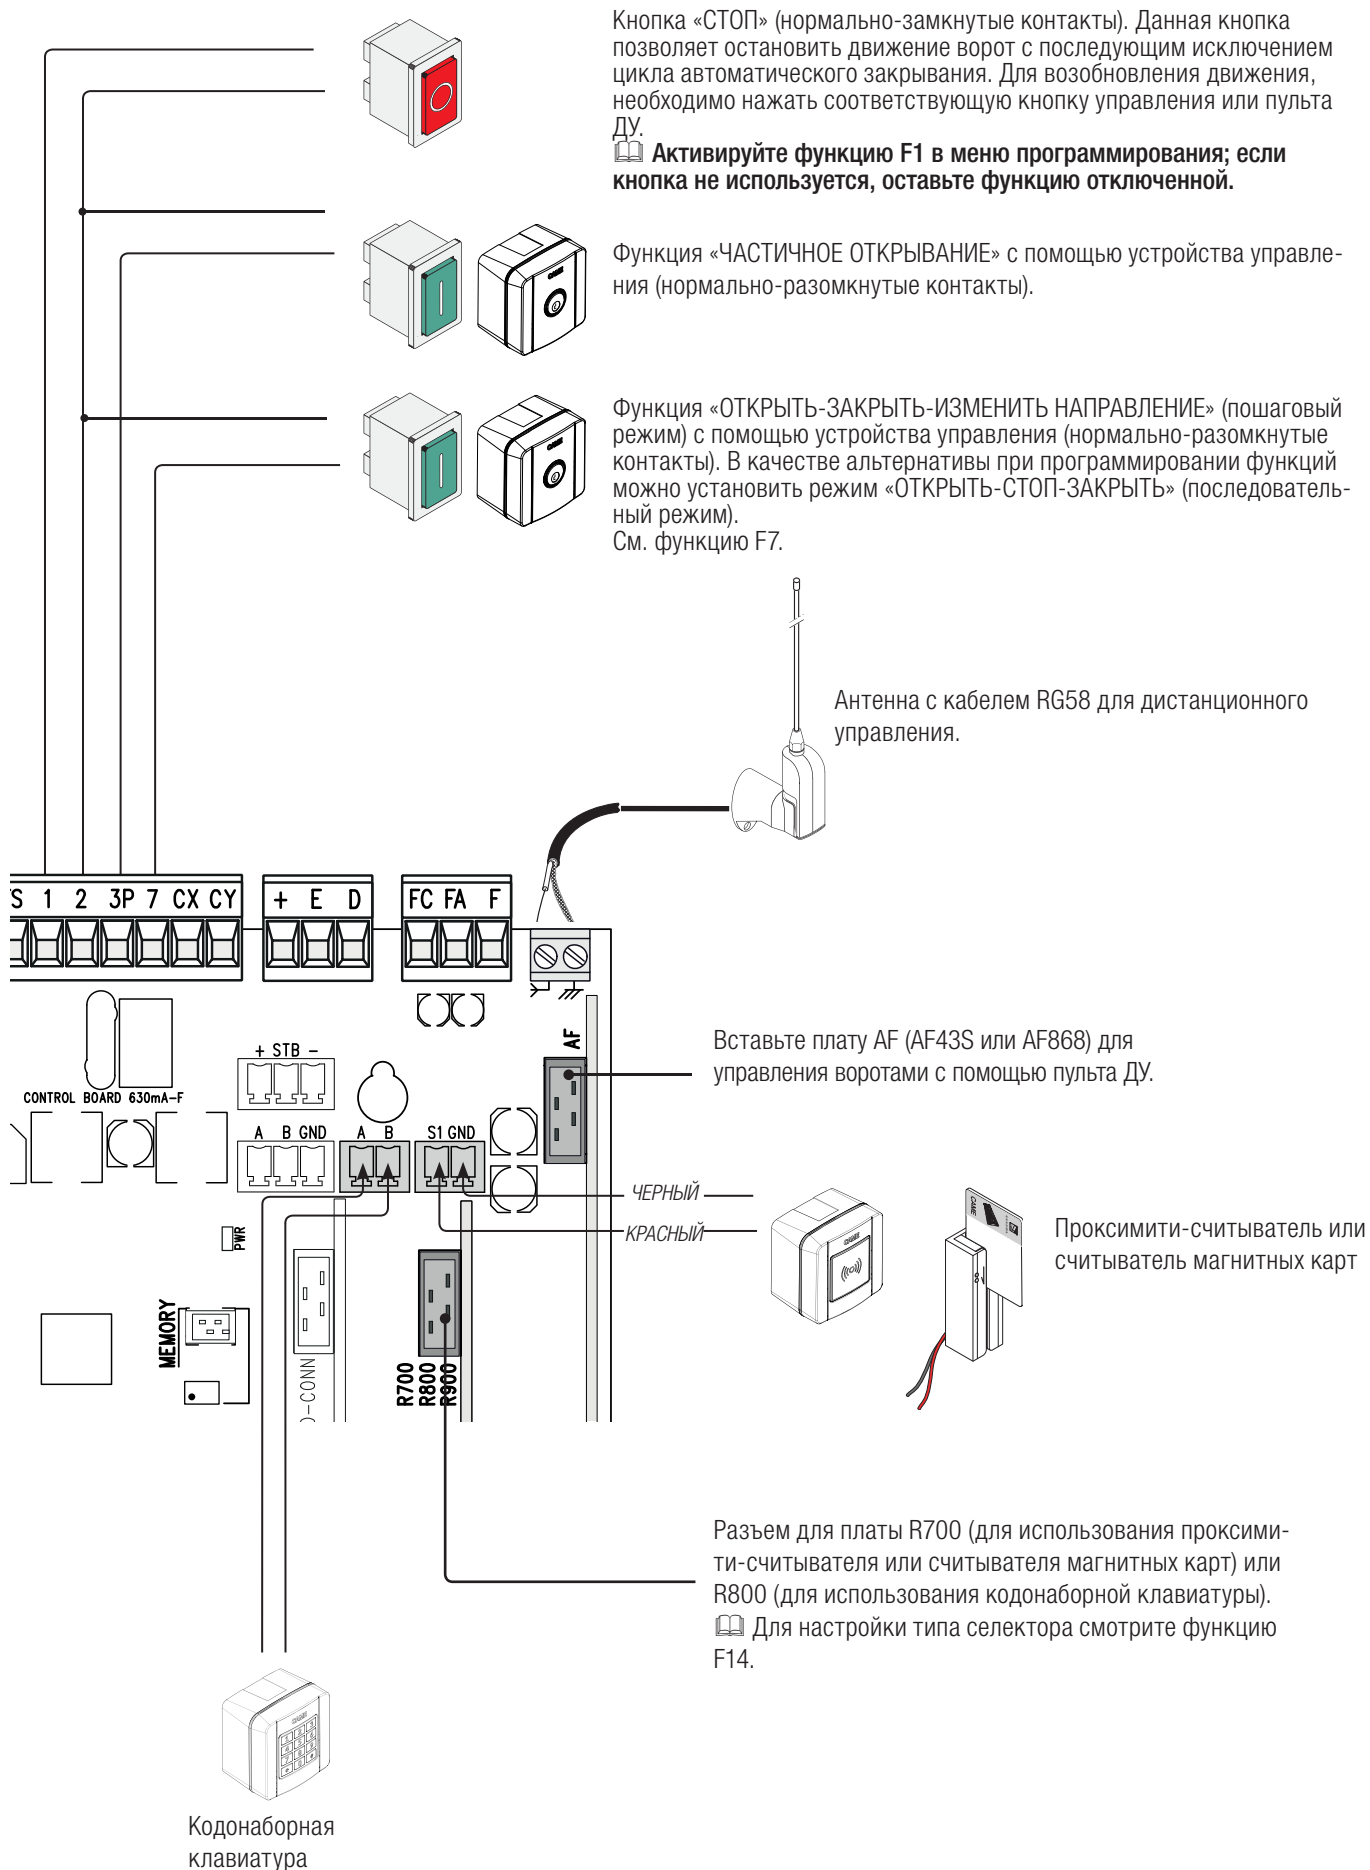 Кнопка «СТОП» (нормально-замкнутые контакты). Данная кнопка
позволяет остановить движение ворот с последующим исключением
цикла автоматического закрывания. Для возобновления движения,
необходимо нажать соответствующую кнопку управления или пульта
ДУ.
Активируйте функцию F1 в меню программирования; если
кнопка не используется, оставьте функцию отключенной.
Функция «ЧАСТИЧНОЕ ОТКРЫВАНИЕ» с помощью устройства управле-
ния (нормально-разомкнутые контакты).
CAME
Функция «ОТКРЫТЬ-ЗАКРЫТЬ-ИЗМЕНИТЬ НАПРАВЛЕНИЕ» (пошаговый
режим) с помощью устройства управления (нормально-разомкнутые
контакты). В качестве альтернативы при программировании функций
можно установить режим «ОТКРЫТЬ-СТОП-ЗАКРЫТЬ» (последователь-
ный режим).
См. функцию F7.
CAME
Антенна с кабелем RG58 для дистанционного
управления.
TS 1 2 3P 7 CX CY
+ E D
FC FA F
AF
Вставьте плату AF (AF43S или AF868) для
управления воротами с помощью пульта ДУ.
+ STB -
CONTROL BOARD 630mA-F
A B GND
A B
S1 GND
ЧЕРНЫЙ
КРАСНЫЙ
CAME
CAME
Проксимити-считыватель или
считыватель магнитных карт
PWR
MEMORY
O-CONN
R700
R800
R900
Разъем для платы R700 (для использования проксими-
ти-считывателя или считывателя магнитных карт) или
R800 (для использования кодонаборной клавиатуры).
Для настройки типа селектора смотрите функцию
F14.
CAME
Кодонаборная
клавиатура